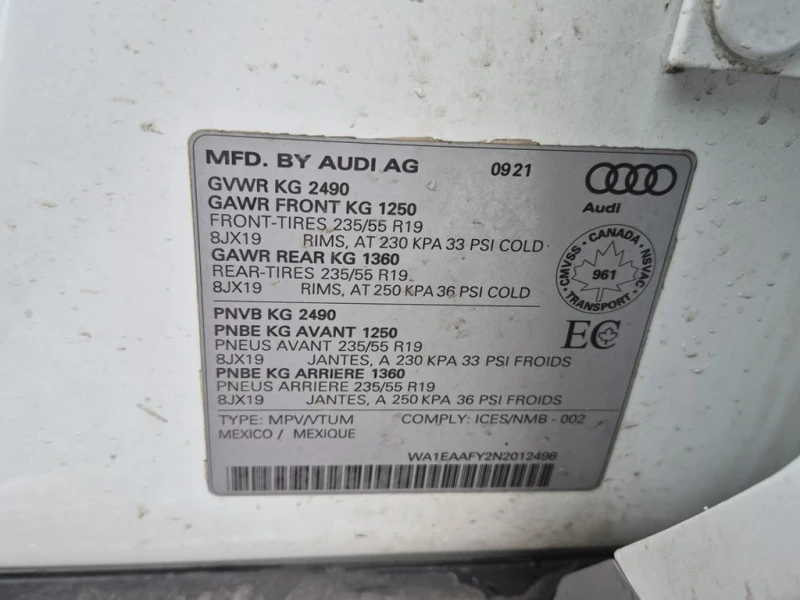 MFD. BY AUDI AG 0921
Audi
GVWR KG 2490
GAWR FRONT KG 1250
FRONT-TIRES 235/55 R19
8JX19 RIMS, AT 230 KPA 33 PSI COLD
GAWR REAR KG 1360
REAR-TIRES 235/55 R19
8JX19 RIMS, AT 250 KPA 36 PSI COLD
CMVSS - CANADA - NSVAC
961
TRANSPORT
PNVB KG 2490
PNBE KG AVANT 1250
PNEUS AVANT 235/55 R19
8JX19 JANTES, A 230 KPA 33 PSI FROIDS
PNBE KG ARRIERE 1360
PNEUS ARRIERE 235/55 R19
8JX19 JANTES, A 250 KPA 36 PSI FROIDS
EC
TYPE: MPV/VTUM COMPLY: ICES/NMB - 002
MEXICO / MEXIQUE
WA1EAAFY2N2012498